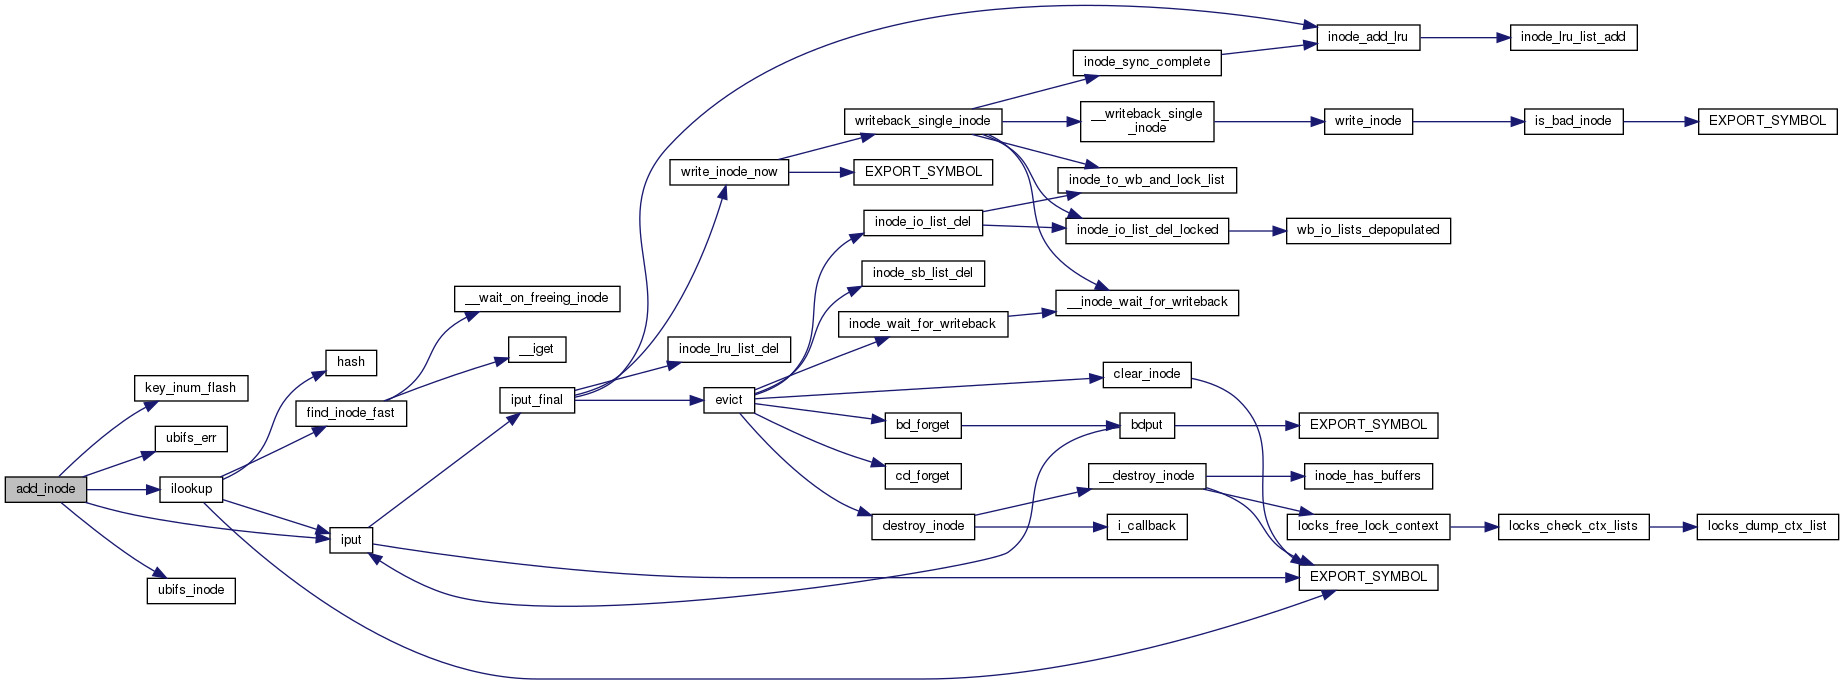 inode_add_lru
inode_lru_list_add
inode_sync_complete
writeback_single_inode
__writeback_single
_inode
write_inode
is_bad_inode
EXPORT_SYMBOL
write_inode_now
EXPORT_SYMBOL
inode_to_wb_and_lock_list
inode_io_list_del
inode_io_list_del_locked
wb_io_lists_depopulated
inode_sb_list_del
__wait_on_freeing_inode
__inode_wait_for_writeback
inode_wait_for_writeback
hash
__iget
inode_lru_list_del
clear_inode
key_inum_flash
find_inode_fast
iput_final
evict
bd_forget
bdput
EXPORT_SYMBOL
ubifs_err
cd_forget
__destroy_inode
inode_has_buffers
add_inode
ilookup
iput
destroy_inode
i_callback
locks_free_lock_context
locks_check_ctx_lists
locks_dump_ctx_list
ubifs_inode
EXPORT_SYMBOL